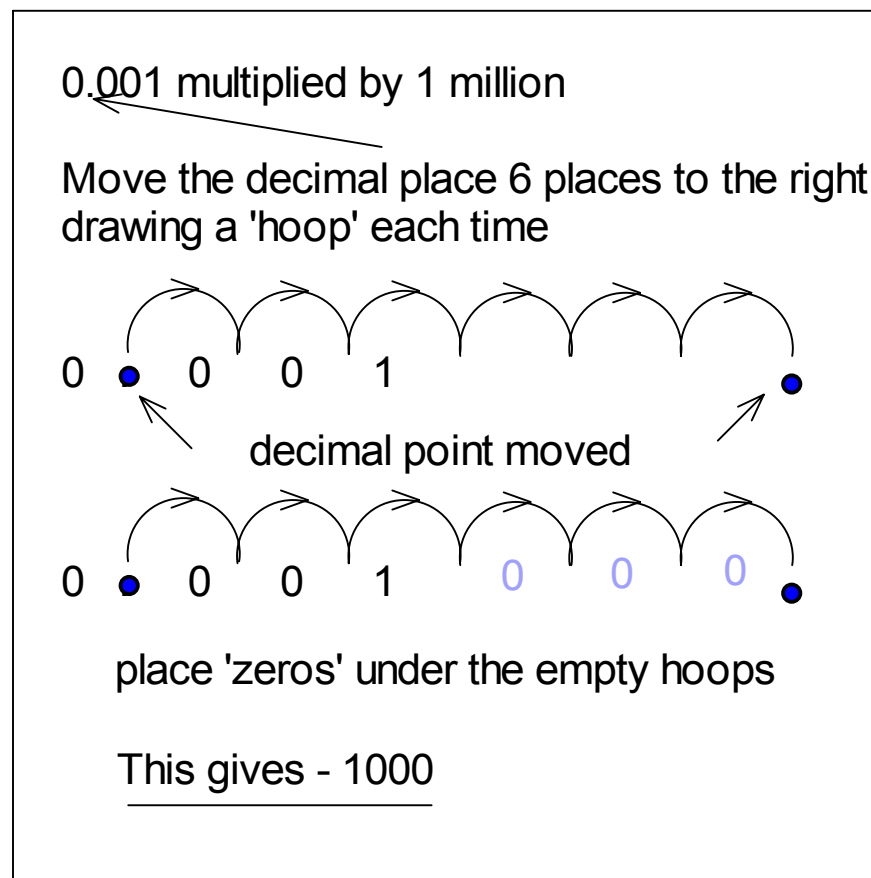 0.001 multiplied by 1 million
Move the decimal place 6 places to the right
drawing a 'hoop' each time
0 0 0 1
decimal point moved
0 0 0 1 0 0 0
place 'zeros' under the empty hoops
This gives - 1000